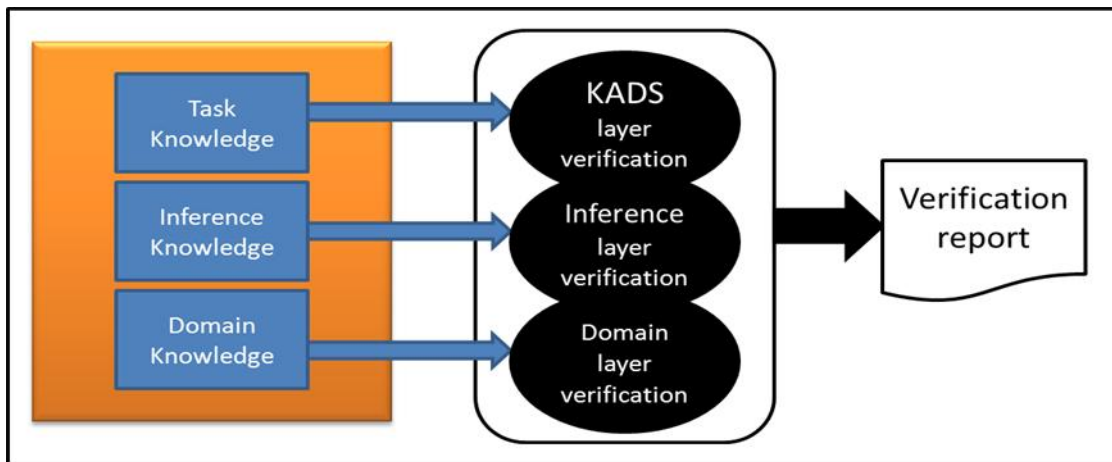 Task
Knowledge
Inference
Knowledge
Domain
Knowledge
KADS
layer
verification
Inference
layer
verification
Domain
layer
verification
Verification
report